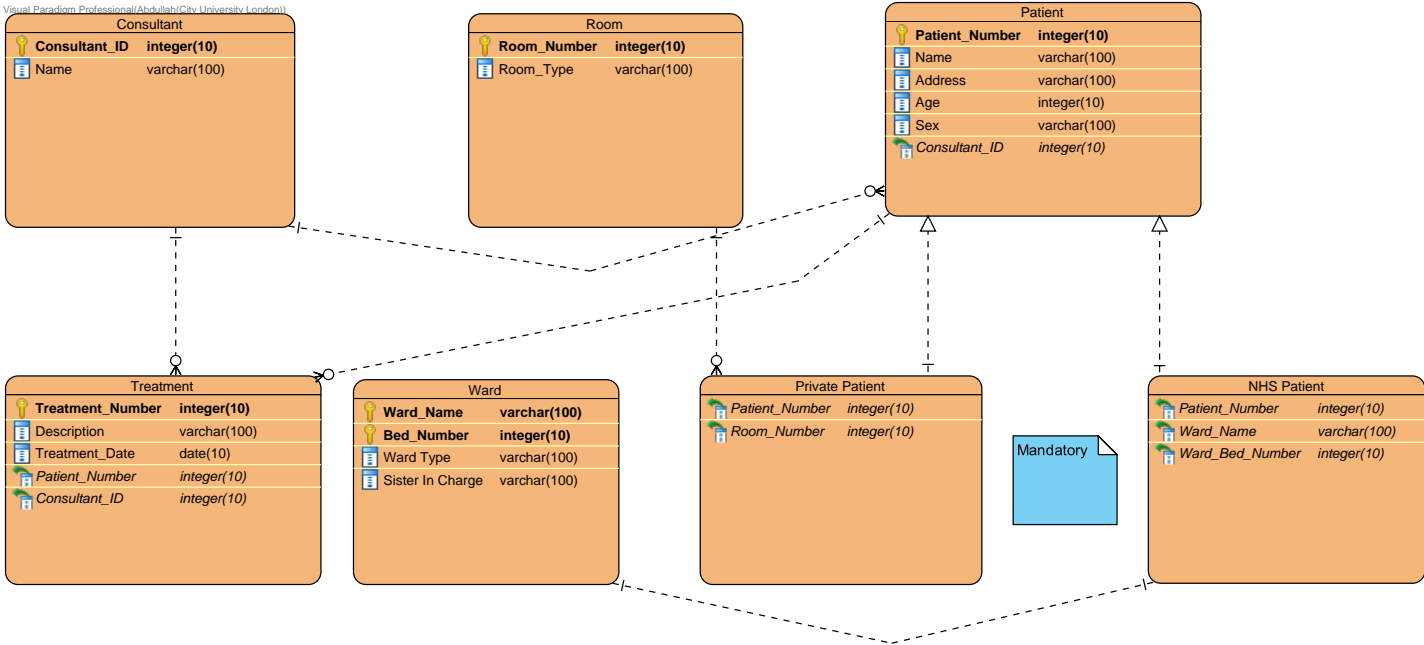 Visual Paradigm Professional(Abdullah(City University London))
Consultant
Consultant_ID integer(10)
Name varchar(100)
Room
Room_Number integer(10)
Room_Type varchar(100)
Patient
Patient_Number integer(10)
Name varchar(100)
Address varchar(100)
Age integer(10)
Sex varchar(100)
Consultant_ID integer(10)
Treatment
Treatment_Number integer(10)
Description varchar(100)
Treatment_Date date(10)
Patient_Number integer(10)
Consultant_ID integer(10)
Ward
Ward_Name varchar(100)
Bed_Number integer(10)
Ward Type varchar(100)
Sister In Charge varchar(100)
Private Patient
Patient_Number integer(10)
Room_Number integer(10)
Mandatory
NHS Patient
Patient_Number integer(10)
Ward_Name varchar(100)
Ward_Bed_Number integer(10)